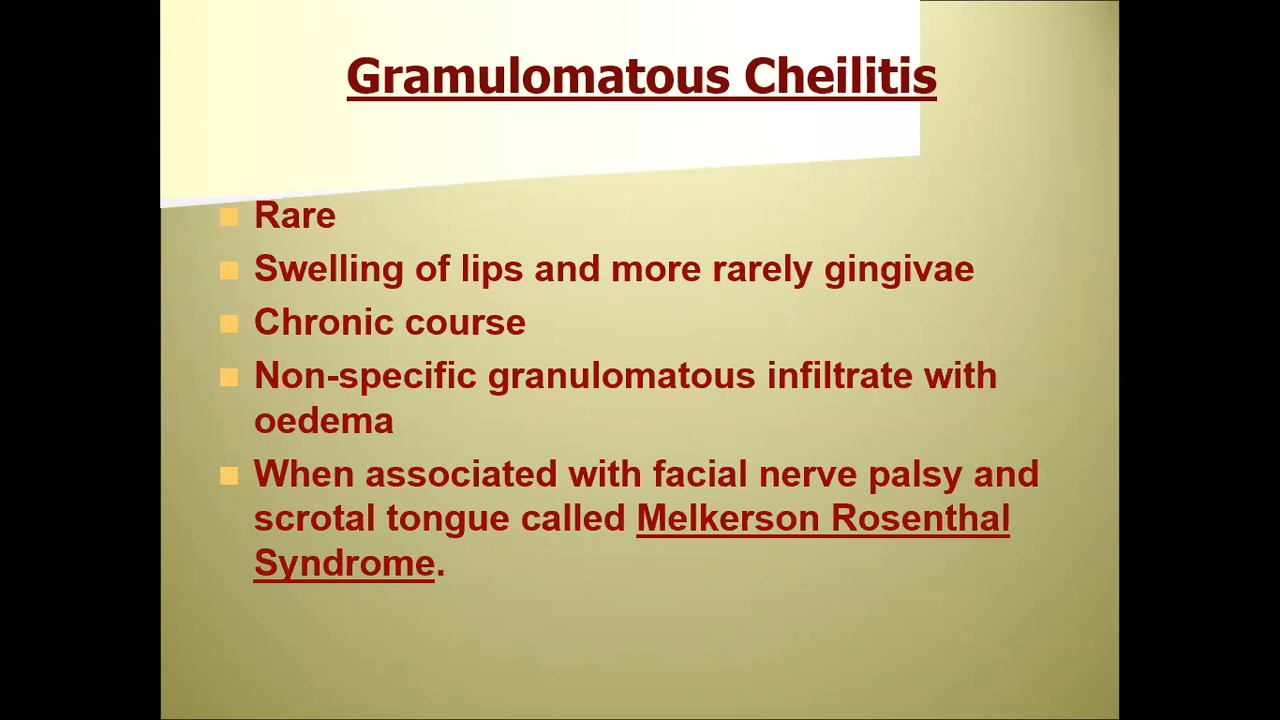 Gramulomatous Cheilitis
Rare
Swelling of lips and more rarely gingivae
Chronic course
Non-specific granulomatous infiltrate with
oedema
When associated with facial nerve palsy and
scrotal tongue called Melkerson Rosenthal
Syndrome.